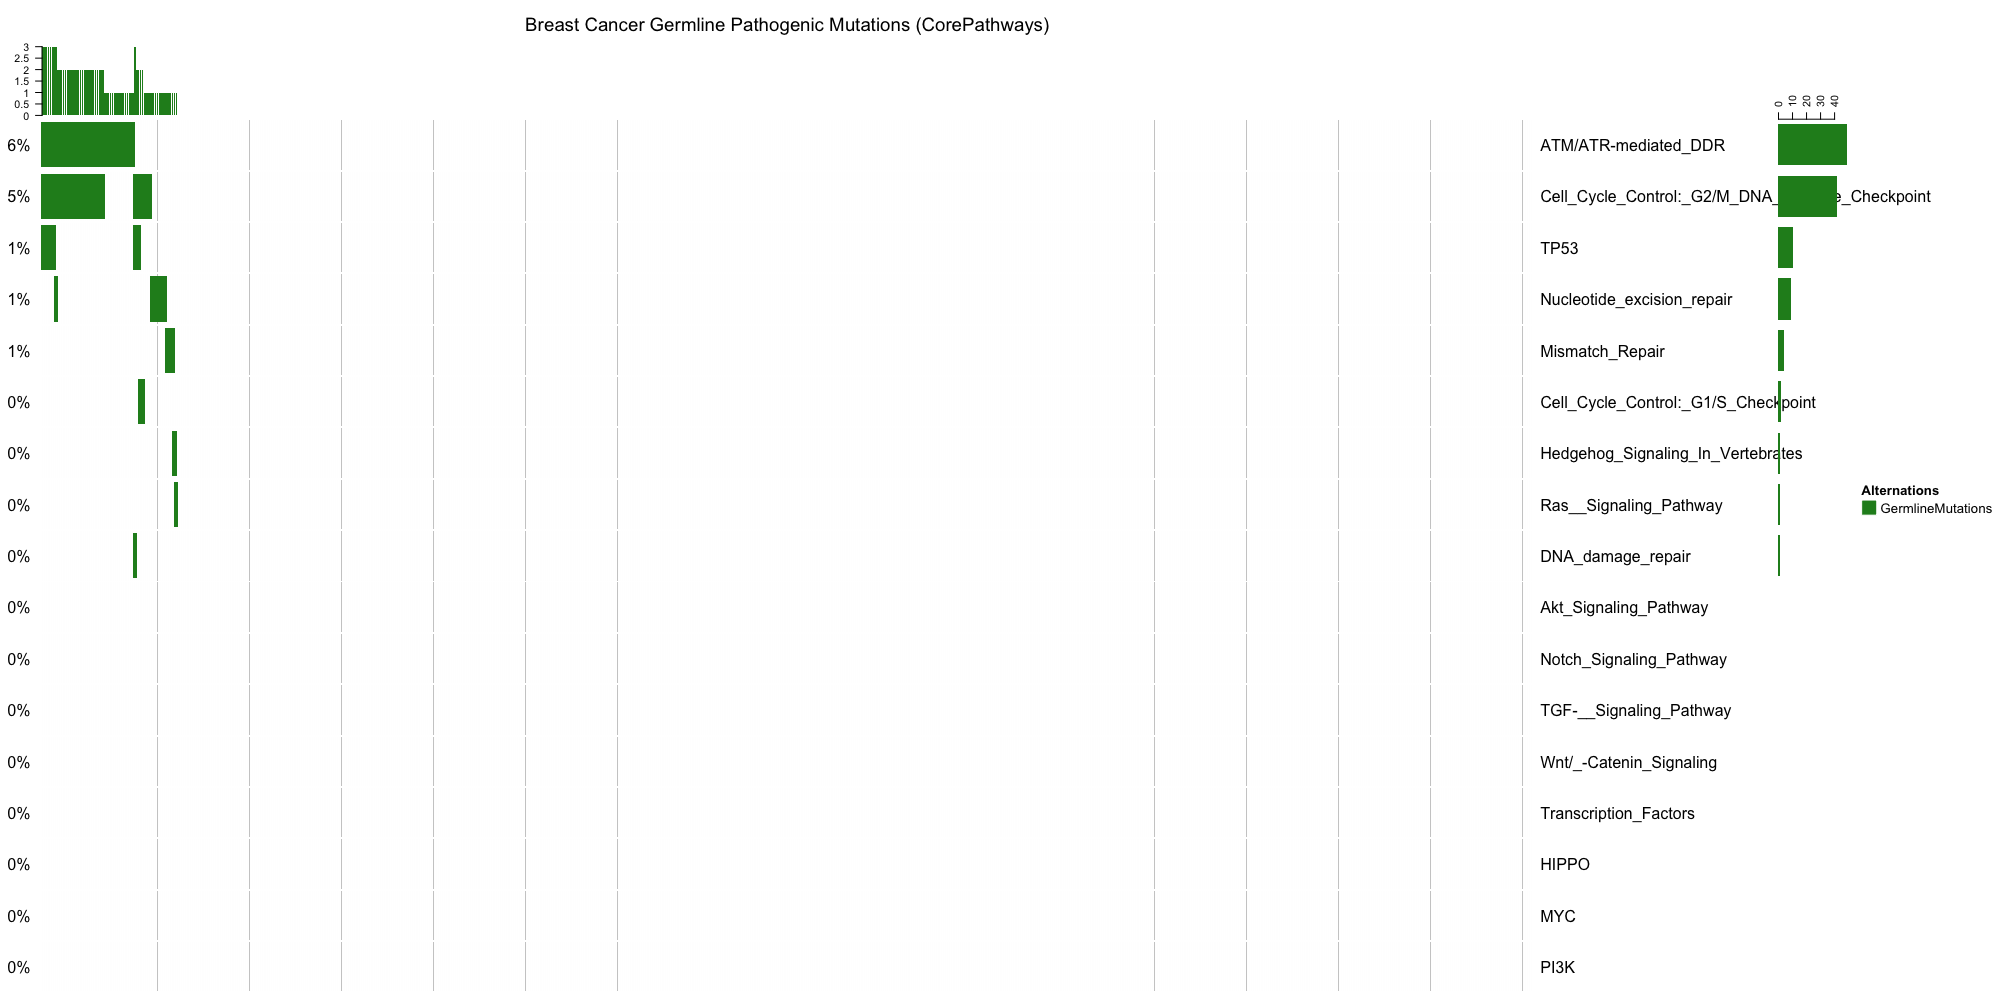 Breast Cancer Germline Pathogenic Mutations (CorePathways)
3
2.5
2
1.5
1
0.5
0
0 10 20 30 40
6% ATM/ATR-mediated_DDR
5% Cell_Cycle_Control:_G2/M_DNA_ e_Checkpoint
1% TP53
1% Nucleotide_excision_repair
1% Mismatch_Repair
0% Cell_Cycle_Control:_G1/S_Checkpoint
0% Hedgehog_Signaling_In_Vertebrates
0% Ras__Signaling_Pathway
Alternations
GermlineMutations
0% DNA_damage_repair
0% Akt_Signaling_Pathway
0% Notch_Signaling_Pathway
0% TGF-__Signaling_Pathway
0% Wnt/_-Catenin_Signaling
0% Transcription_Factors
0% HIPPO
0% MYC
0% PI3K